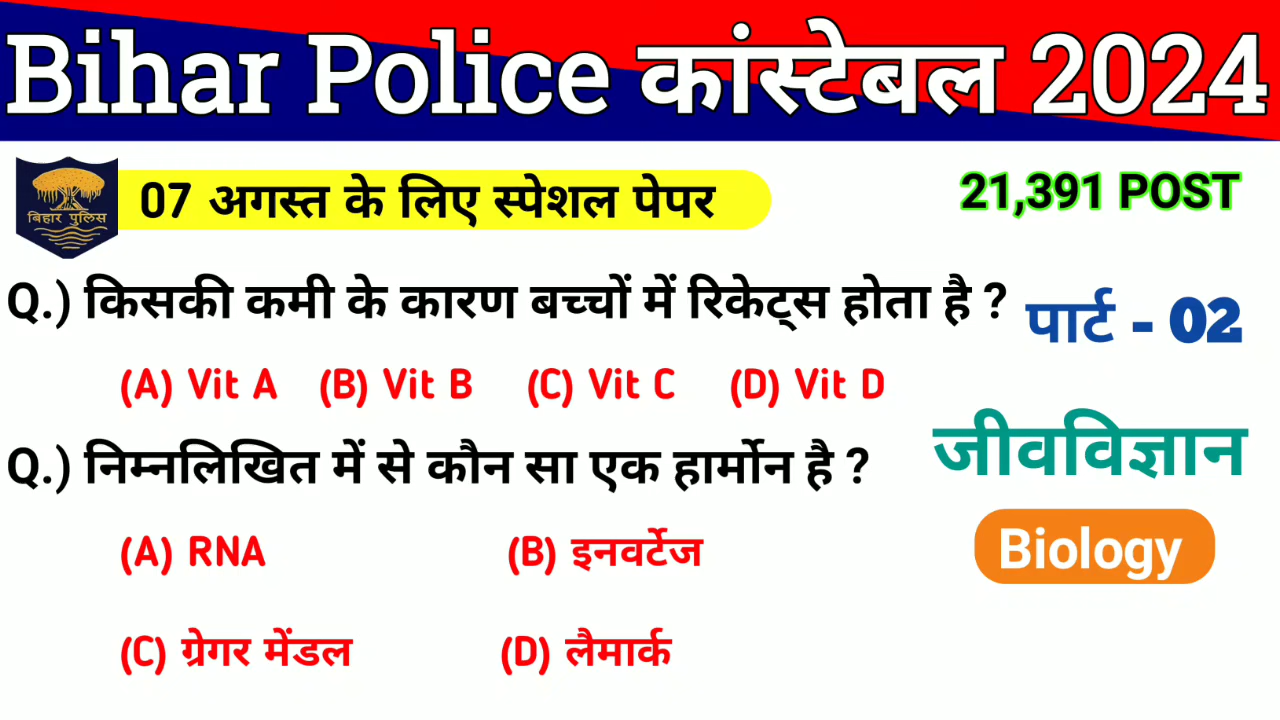 Bihar Police कांस्टेबल 2024
बिहार पुलिस
07 अगस्त के लिए स्पेशल पेपर
21,391 POST
Q.) किसकी कमी के कारण बच्चों में रिकेट्स होता है ?
पार्ट - 02
(A) Vit A (B) Vit B (C) Vit C (D) Vit D
Q.) निम्नलिखित में से कौन सा एक हार्मोन है ?
जीवविज्ञान
(A) RNA (B) इनवर्टेज
Biology
(C) ग्रेगर मेंडल (D) लैमार्क